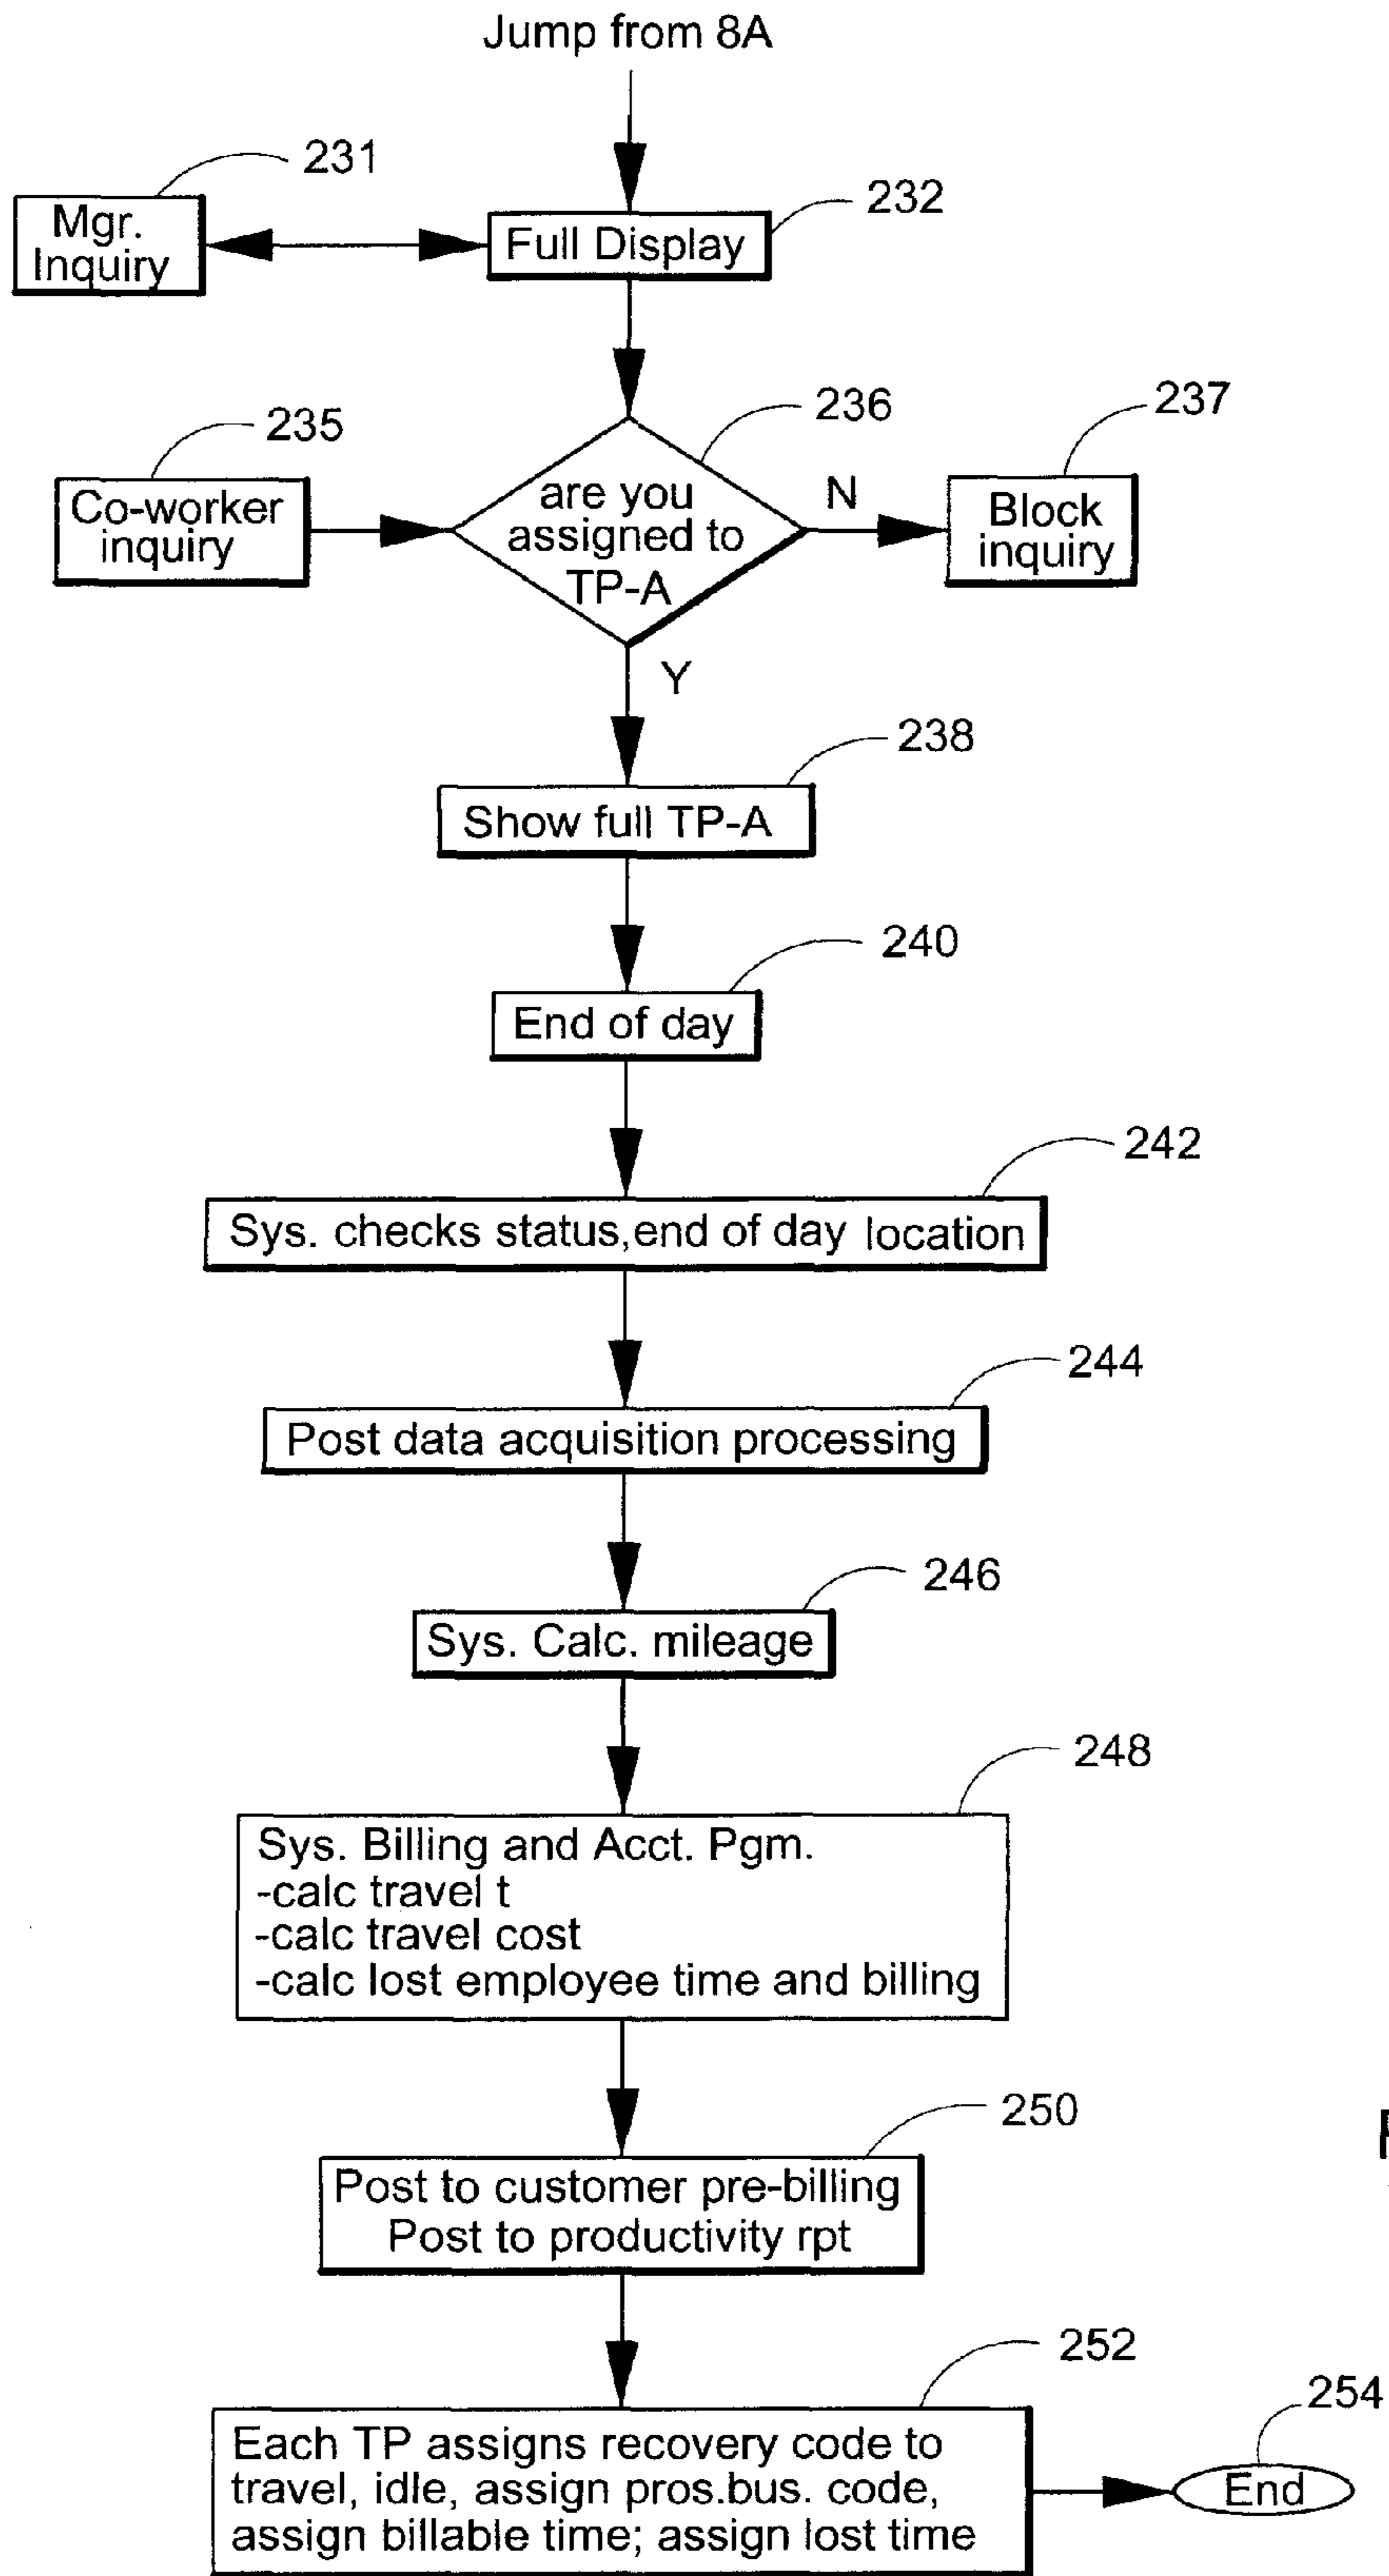 Jump from 8A
231
Mgr.
Inquiry
232
Full Display
235
Co-worker
inquiry
236
are you
assigned to
TP-A
N
237
Block
inquiry
Y
238
Show full TP-A
240
End of day
242
Sys. checks status,end of day location
244
Post data acquisition processing
246
Sys. Calc. mileage
248
Sys. Billing and Acct. Pgm.
-calc travel t
-calc travel cost
-calc lost employee time and billing
250
Post to customer pre-billing
Post to productivity rpt
252
Each TP assigns recovery code to
travel, idle, assign pros.bus. code,
assign billable time; assign lost time
254
End